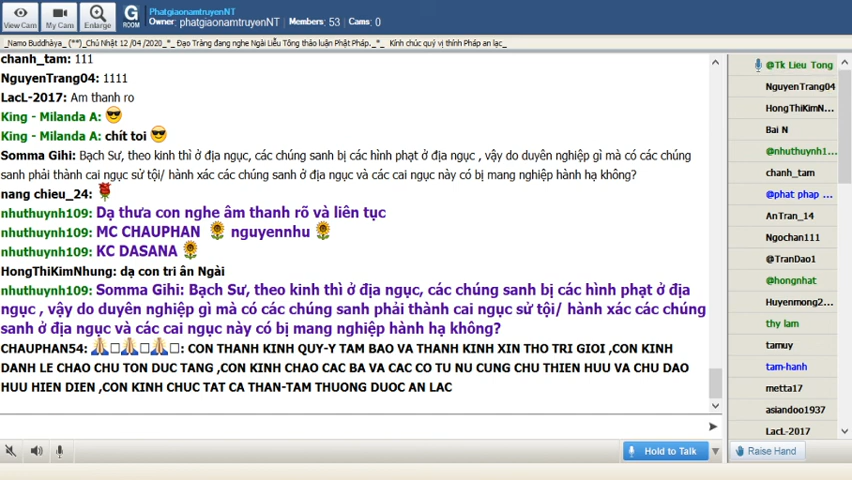 View Cam
My Cam
Enlarge
G
ROOM
PhatgiaonamtruyenNT
Owner: phatgiaonamtruyenNT Members: 53 Cams: 0
_Namo Buddhàya_ (**)_Chủ Nhật 12 /04 /2020_*_ Đạo Tràng đang nghe Ngài Liễu Tông thảo luận Phật Pháp._*_ Kính chúc quý vị thính Pháp an lạc_
chanh_tam: 111
NguyenTrang04: 1111
LacL-2017: Am thanh ro
King - Milanda A:
King - Milanda A: chít toi
Somma Gihi: Bạch Sư, theo kinh thì ở địa ngục, các chúng sanh bị các hình phạt ở địa ngục , vậy do duyên nghiệp gì mà có các chúng
sanh phải thành cai ngục sử tội/ hành xác các chúng sanh ở địa ngục và các cai ngục này có bị mang nghiệp hành hạ không?
nang chieu_24:
nhuthuynh109: Dạ thưa con nghe âm thanh rõ và liên tục
nhuthuynh109: MC CHAUPHAN nguyennhu
nhuthuynh109: KC DASANA
HongThiKimNhung: dạ con tri ân Ngài
nhuthuynh109: Somma Gihi: Bạch Sư, theo kinh thì ở địa ngục, các chúng sanh bị các hình phạt ở địa
ngục , vậy do duyên nghiệp gì mà có các chúng sanh phải thành cai ngục sử tội/ hành xác các chúng
sanh ở địa ngục và các cai ngục này có bị mang nghiệp hành hạ không?
CHAUPHAN54: : CON THANH KINH QUY-Y TAM BAO VA THANH KINH XIN THO TRI GIOI ,CON KINH
DANH LE CHAO CHU TON DUC TANG ,CON KINH CHAO CAC BA VA CAC CO TU NU CUNG CHU THIEN HUU VA CHU DAO
HUU HIEN DIEN ,CON KINH CHUC TAT CA THAN-TAM THUONG DUOC AN LAC
Hold to Talk
@Tk Lieu Tong
NguyenTrang04
HongThiKimN...
Bai N
@nhuthuynh1...
chanh_tam
@phat phap ...
AnTran_14
Ngochan111
@TranDao1
@hongnhat
Huyenmong2...
thy lam
tamuy
tam-hanh
metta17
asiandoo1937
LacL-2017
Raise Hand